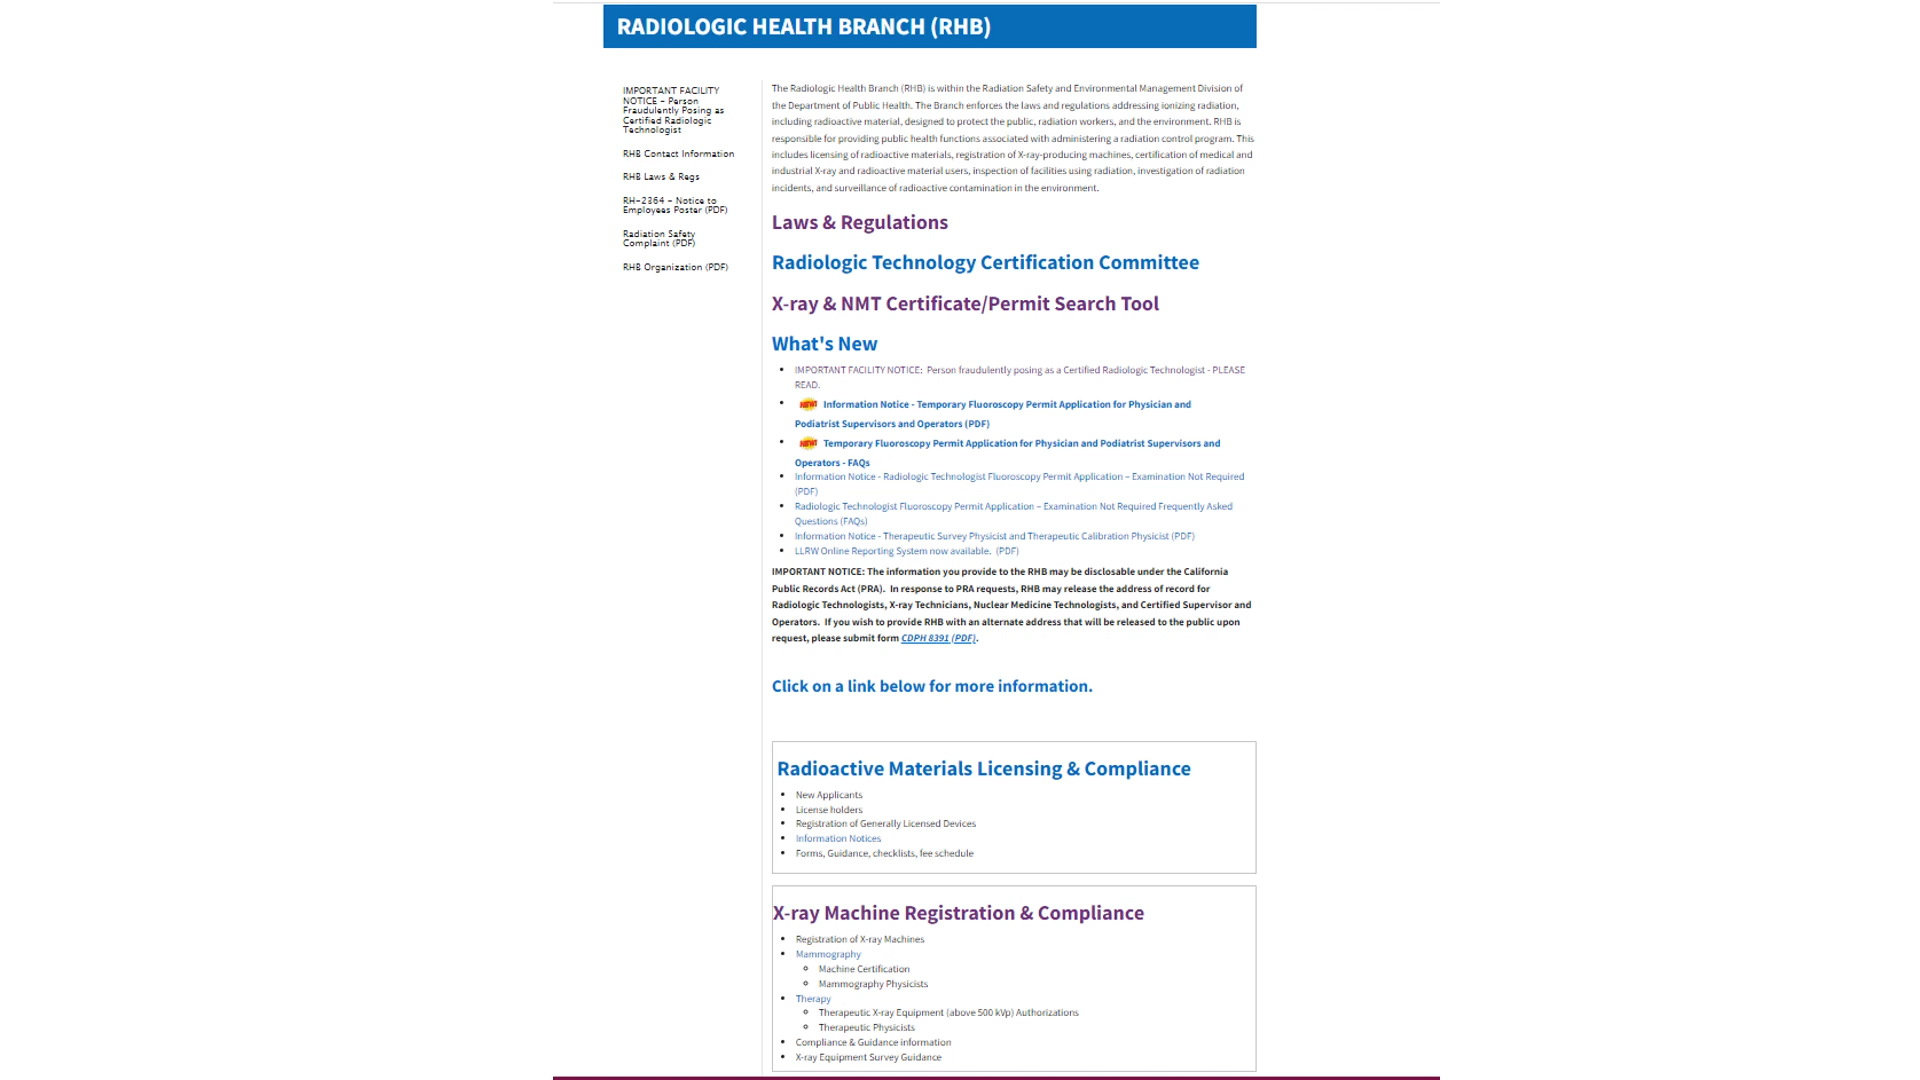 RADIOLOGIC HEALTH BRANCH (RHB)
IMPORTANT FACILITY
NOTICE – Person
Fraudulently Posing as
Certified Radiologic
Technologist
RHB Contact Information
RHB Laws & Regs
RH-2364 – Notice to
Employees Poster (PDF)
Radiation Safety
Complaint (PDF)
RHB Organization (PDF)
The Radiologic Health Branch (RHB) is within the Radiation Safety and Environmental Management Division of
the Department of Public Health. The Branch enforces the laws and regulations addressing ionizing radiation,
including radioactive material, designed to protect the public, radiation workers, and the environment. RHB is
responsible for providing public health functions associated with administering a radiation control program. This
includes licensing of radioactive materials, registration of X-ray-producing machines, certification of medical and
industrial X-ray and radioactive material users, inspection of facilities using radiation, investigation of radiation
incidents, and surveillance of radioactive contamination in the environment.
Laws & Regulations
Radiologic Technology Certification Committee
X-ray & NMT Certificate/Permit Search Tool
What's New
• IMPORTANT FACILITY NOTICE:  Person fraudulently posing as a Certified Radiologic Technologist - PLEASE
READ.
• NEW! Information Notice - Temporary Fluoroscopy Permit Application for Physician and
Podiatrist Supervisors and Operators (PDF)
• NEW! Temporary Fluoroscopy Permit Application for Physician and Podiatrist Supervisors and
Operators - FAQs
• Information Notice - Radiologic Technologist Fluoroscopy Permit Application – Examination Not Required
(PDF)
• Radiologic Technologist Fluoroscopy Permit Application – Examination Not Required Frequently Asked
Questions (FAQs)
• Information Notice - Therapeutic Survey Physicist and Therapeutic Calibration Physicist (PDF)
• LLRW Online Reporting System now available.  (PDF)
IMPORTANT NOTICE: The information you provide to the RHB may be disclosable under the California
Public Records Act (PRA).  In response to PRA requests, RHB may release the address of record for
Radiologic Technologists, X-ray Technicians, Nuclear Medicine Technologists, and Certified Supervisor and
Operators.  If you wish to provide RHB with an alternate address that will be released to the public upon
request, please submit form CDPH 8391 (PDF).
Click on a link below for more information.
Radioactive Materials Licensing & Compliance
• New Applicants
• License holders
• Registration of Generally Licensed Devices
• Information Notices
• Forms, Guidance, checklists, fee schedule
X-ray Machine Registration & Compliance
• Registration of X-ray Machines
• Mammography
◦ Machine Certification
◦ Mammography Physicists
• Therapy
◦ Therapeutic X-ray Equipment (above 500 kVp) Authorizations
◦ Therapeutic Physicists
• Compliance & Guidance information
• X-ray Equipment Survey Guidance